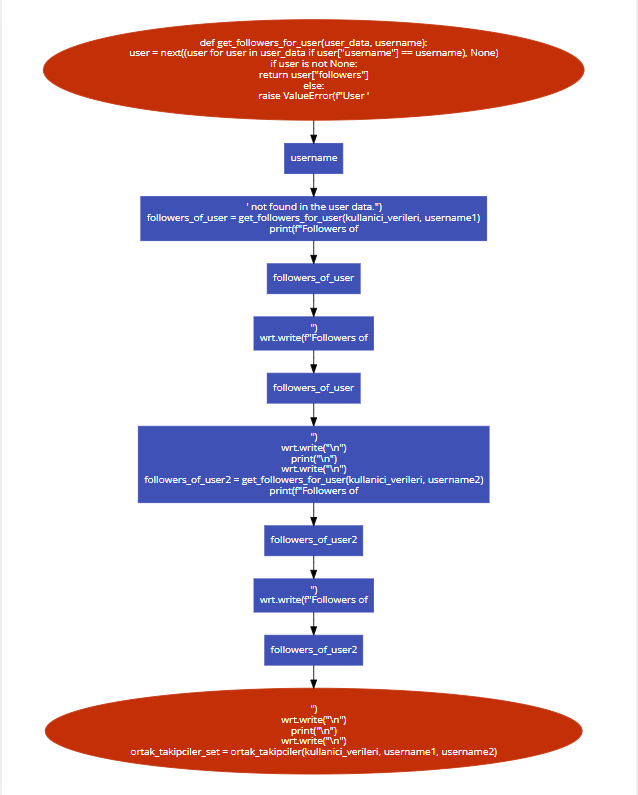 def get_followers_for_user(user_data, username):
user = next((user for user in user_data if user["username"] == username), None)
if user is not None:
return user["followers"]
else:
raise ValueError(f"User '
username
' not found in the user data.")
followers_of_user = get_followers_for_user(kullanici_verileri, username1)
print(f"Followers of
followers_of_user
")
wrt.write(f"Followers of
followers_of_user
")
wrt.write("\n")
print("\n")
wrt.write("\n")
followers_of_user2 = get_followers_for_user(kullanici_verileri, username2)
print(f"Followers of
followers_of_user2
")
wrt.write(f"Followers of
followers_of_user2
")
wrt.write("\n")
print("\n")
wrt.write("\n")
ortak_takipciler_set = ortak_takipciler(kullanici_verileri, username1, username2)